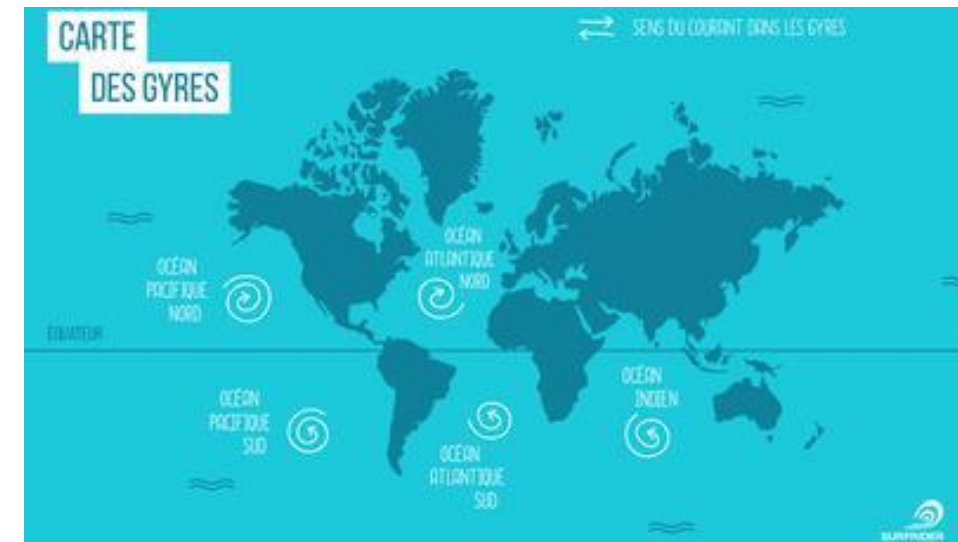 CARTE
DES GYRES
SENS DU COURANT DANS LES GYRES
OCÉAN
ATLANTIQUE
NORD
OCÉAN
PACIFIQUE
NORD
ÉQUATEUR
OCÉAN
INDIEN
OCÉAN
PACIFIQUE
SUD
OCÉAN
ATLANTIQUE
SUD
SURFRIDER